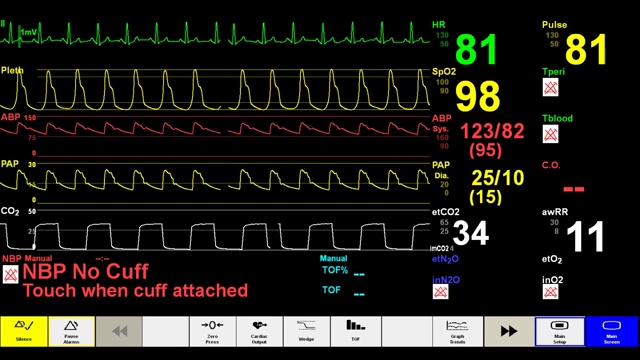 II
1mV
HR
130
50
81
Pulse
130
50
81
Pleth
SpO2
100
90
98
Tperi
ABP 150
75
0
ABP
Sys.
160
90
123/82
(95)
Tblood
PAP 30
15
0
PAP
Dia.
20
0
25/10
(15)
C.O.
--
CO2 50
25
0
etCO2
65
25
imCO2 4
34
awRR
30
8
11
NBP Manual --:--
NBP No Cuff
Touch when cuff attached
Manual
TOF% --
TOF --
etN2O
inN2O
etO2
inO2
Silence
Pause Alarms
Zero Press
Cardiac Output
Wedge
TOF
Graph Trends
Main Setup
Main Screen